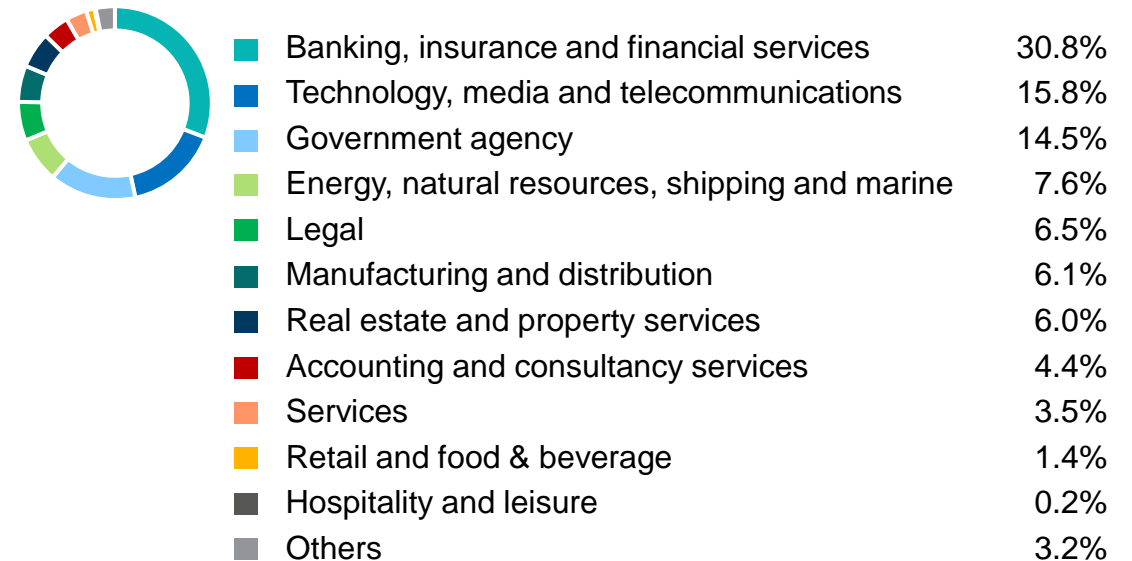 Banking, insurance and financial services 30.8%
Technology, media and telecommunications 15.8%
Government agency 14.5%
Energy, natural resources, shipping and marine 7.6%
Legal 6.5%
Manufacturing and distribution 6.1%
Real estate and property services 6.0%
Accounting and consultancy services 4.4%
Services 3.5%
Retail and food & beverage 1.4%
Hospitality and leisure 0.2%
Others 3.2%